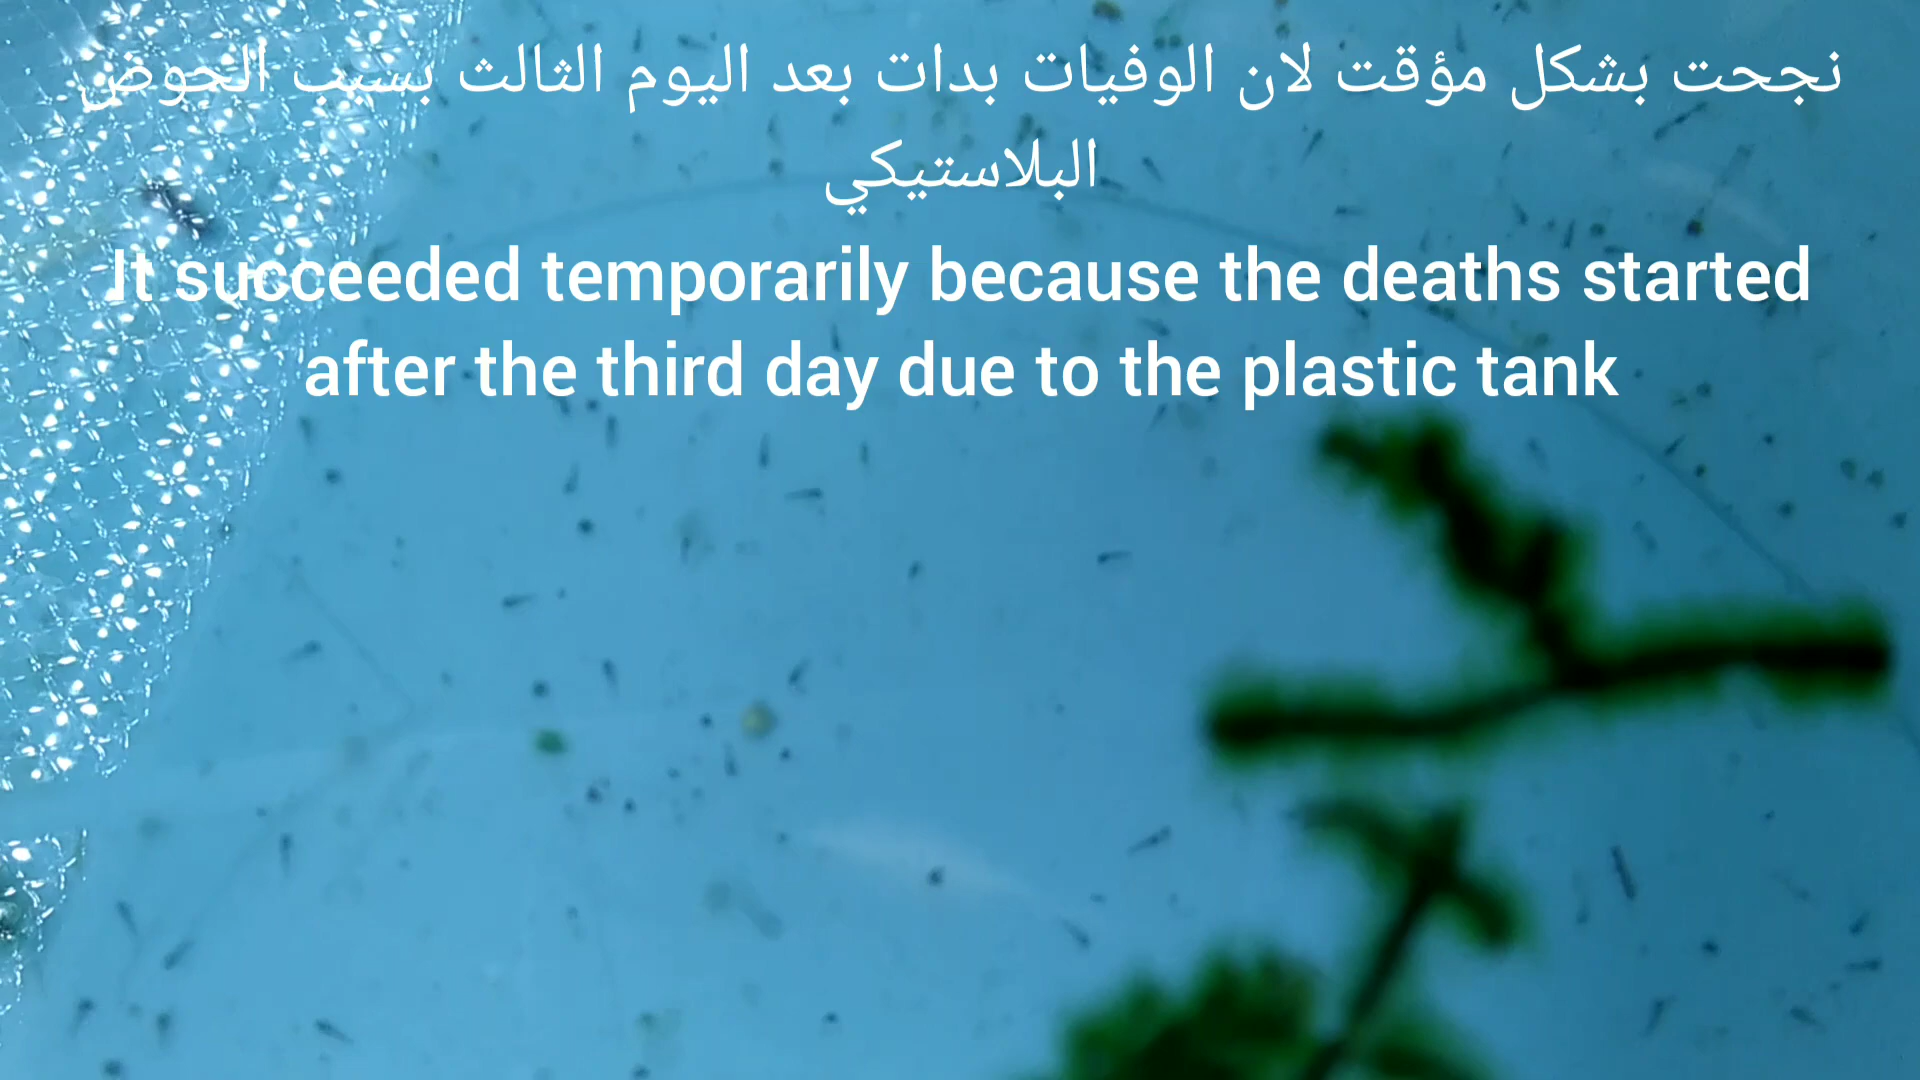 نجحت بشكل مؤقت لان الوفيات بدات بعد اليوم الثالث بسبب الحوض
البلاستيكي
It succeeded temporarily because the deaths started
after the third day due to the plastic tank